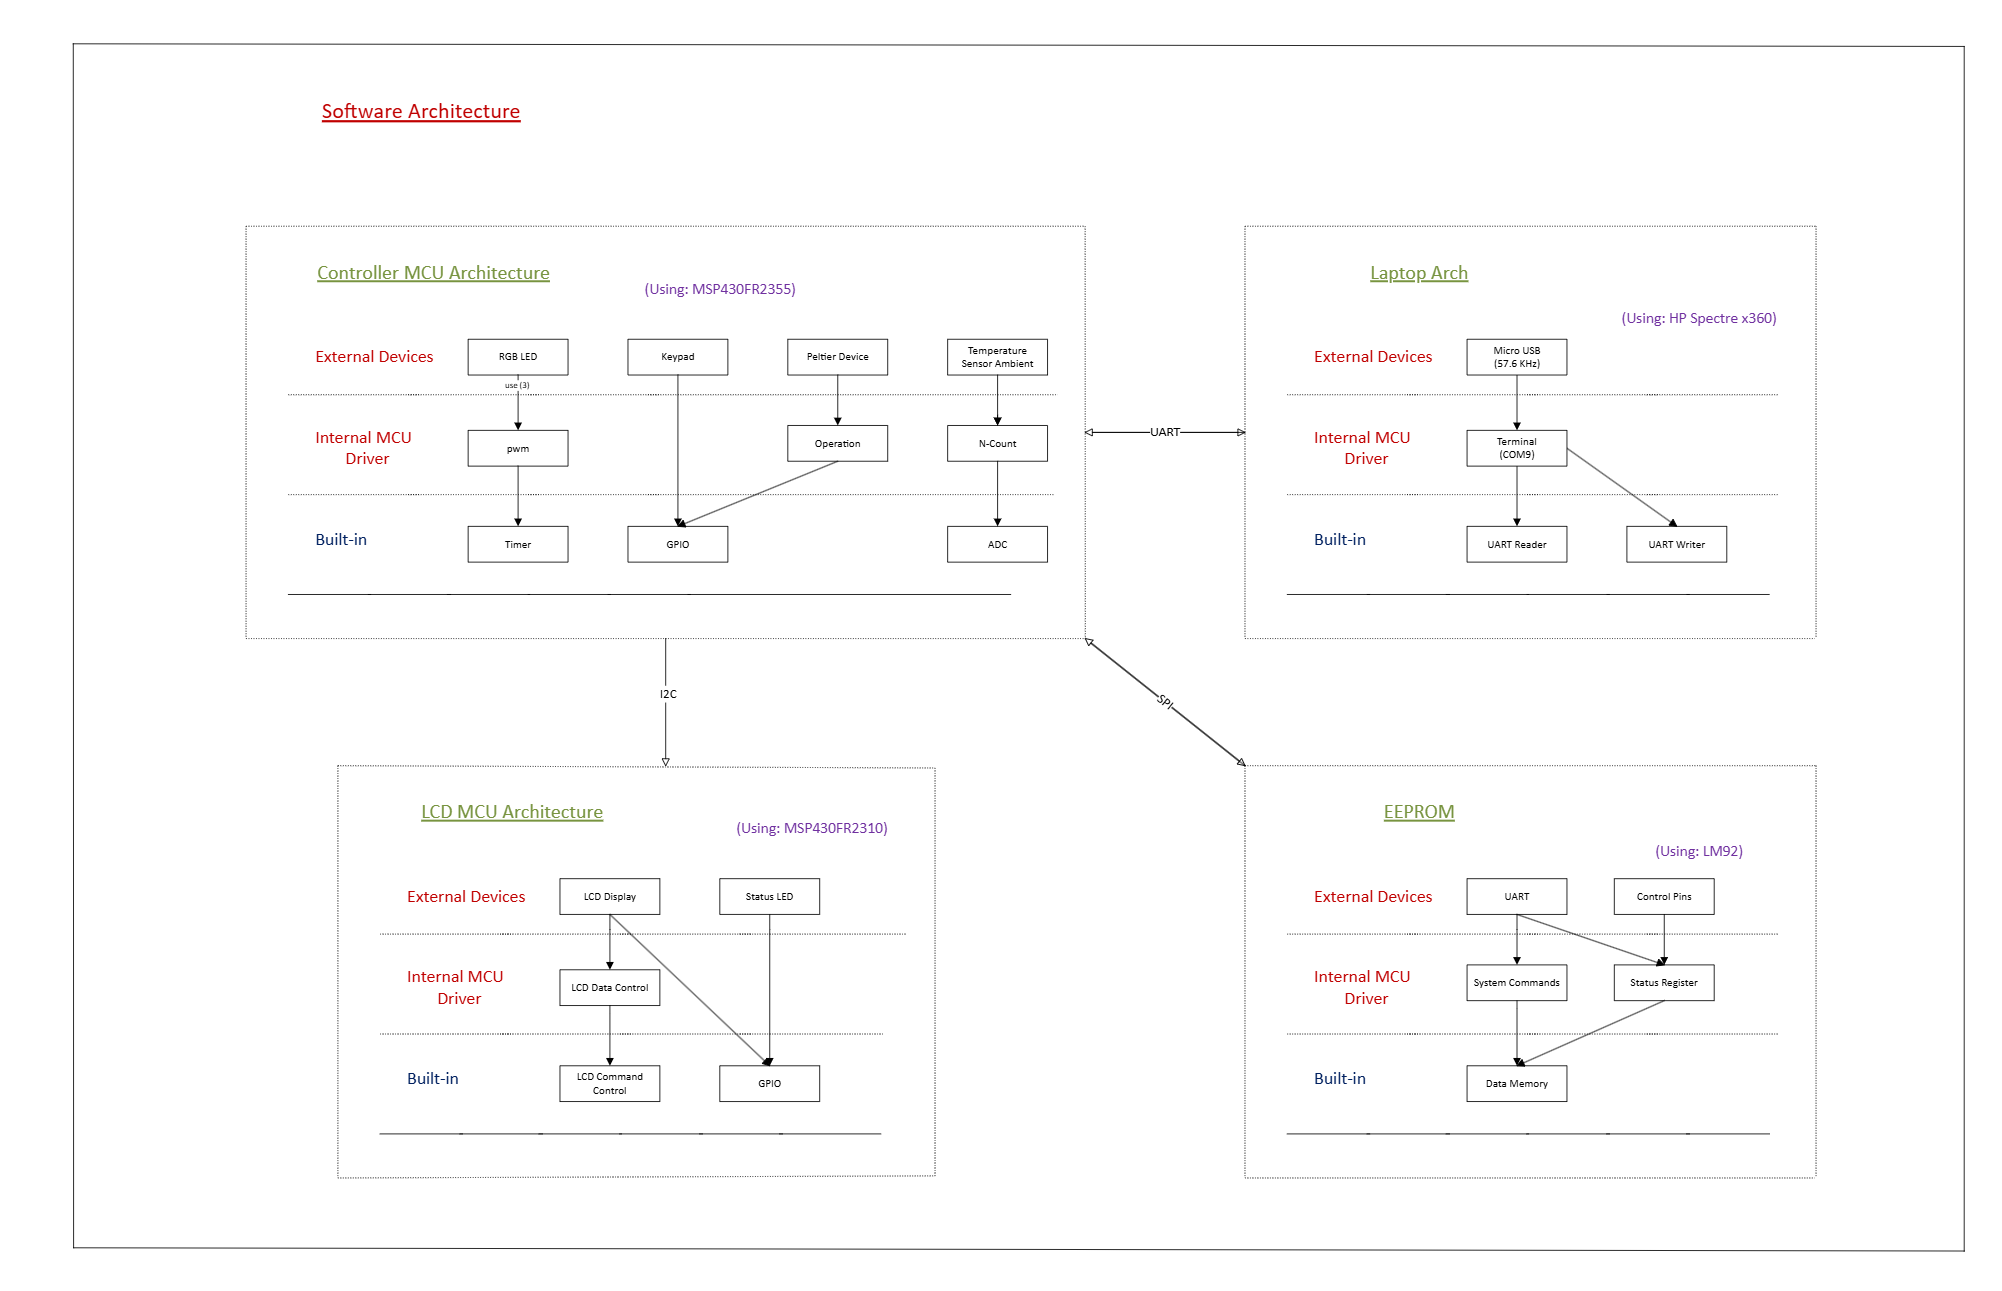 Software Architecture
Controller MCU Architecture
(Using: MSP430FR2355)
External Devices
RGB LED
Keypad
Peltier Device
Temperature
Sensor Ambient
use (3)
Internal MCU
Driver
pwm
Operation
N-Count
Built-in
Timer
GPIO
ADC
UART
Laptop Arch
(Using: HP Spectre x360)
External Devices
Micro USB
(57.6 KHz)
Internal MCU
Driver
Terminal
(COM9)
Built-in
UART Reader
UART Writer
I2C
SPI
LCD MCU Architecture
(Using: MSP430FR2310)
External Devices
LCD Display
Status LED
Internal MCU
Driver
LCD Data Control
Built-in
LCD Command
Control
GPIO
EEPROM
(Using: LM92)
External Devices
UART
Control Pins
Internal MCU
Driver
System Commands
Status Register
Built-in
Data Memory